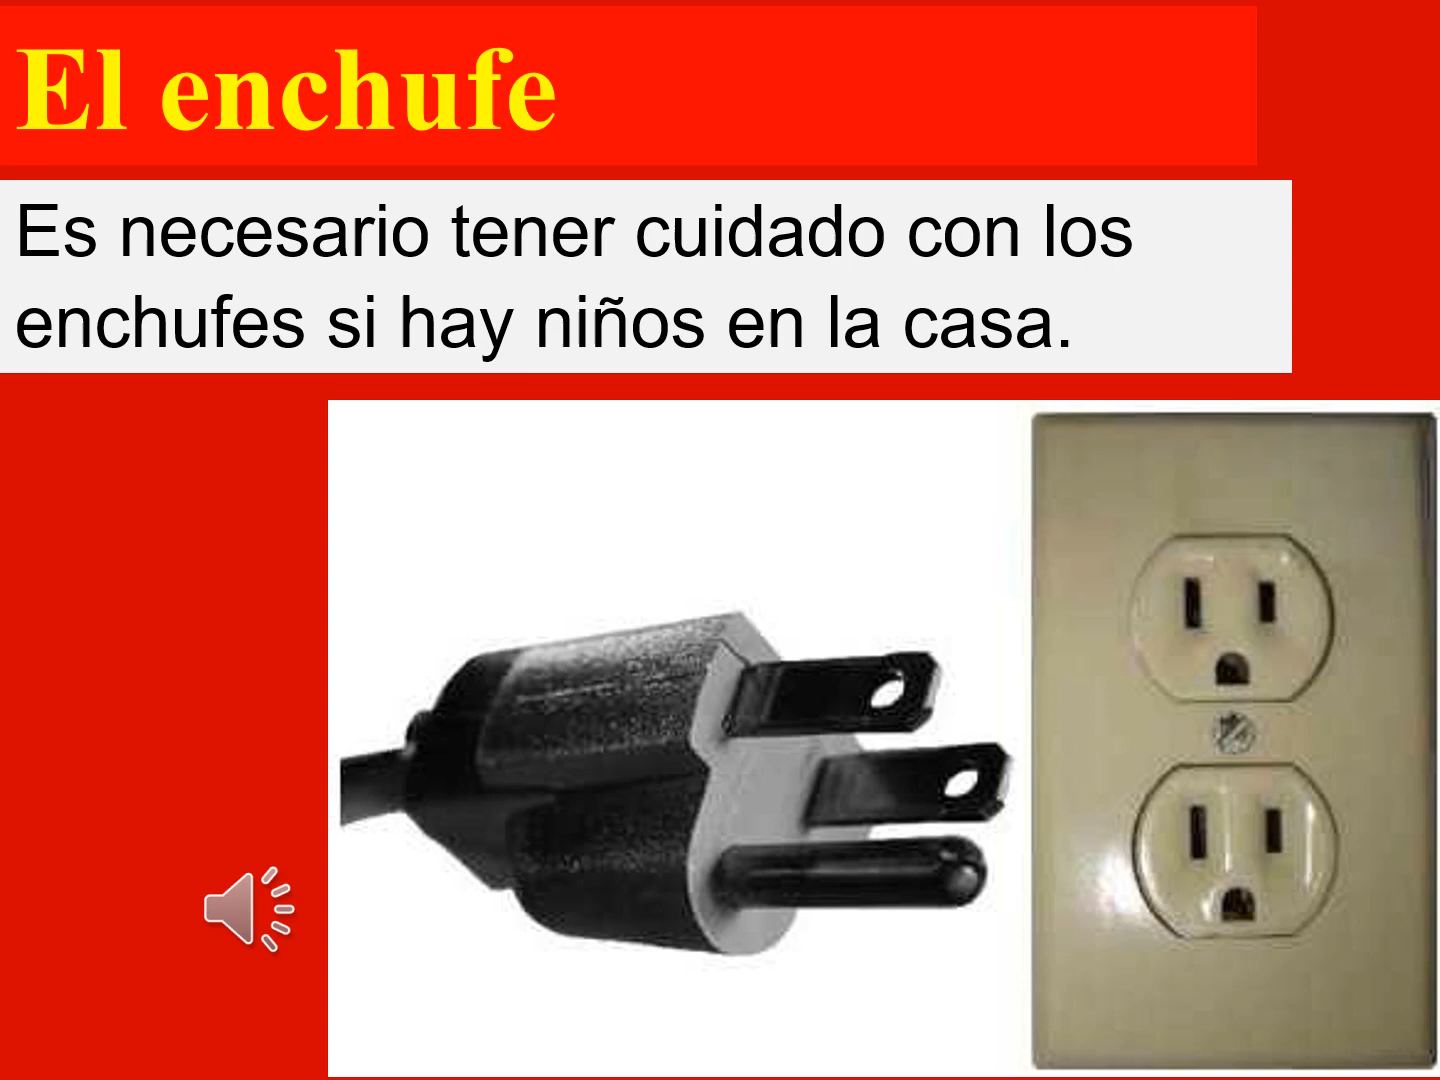 El enchufe
Es necesario tener cuidado con los
enchufes si hay niños en la casa.